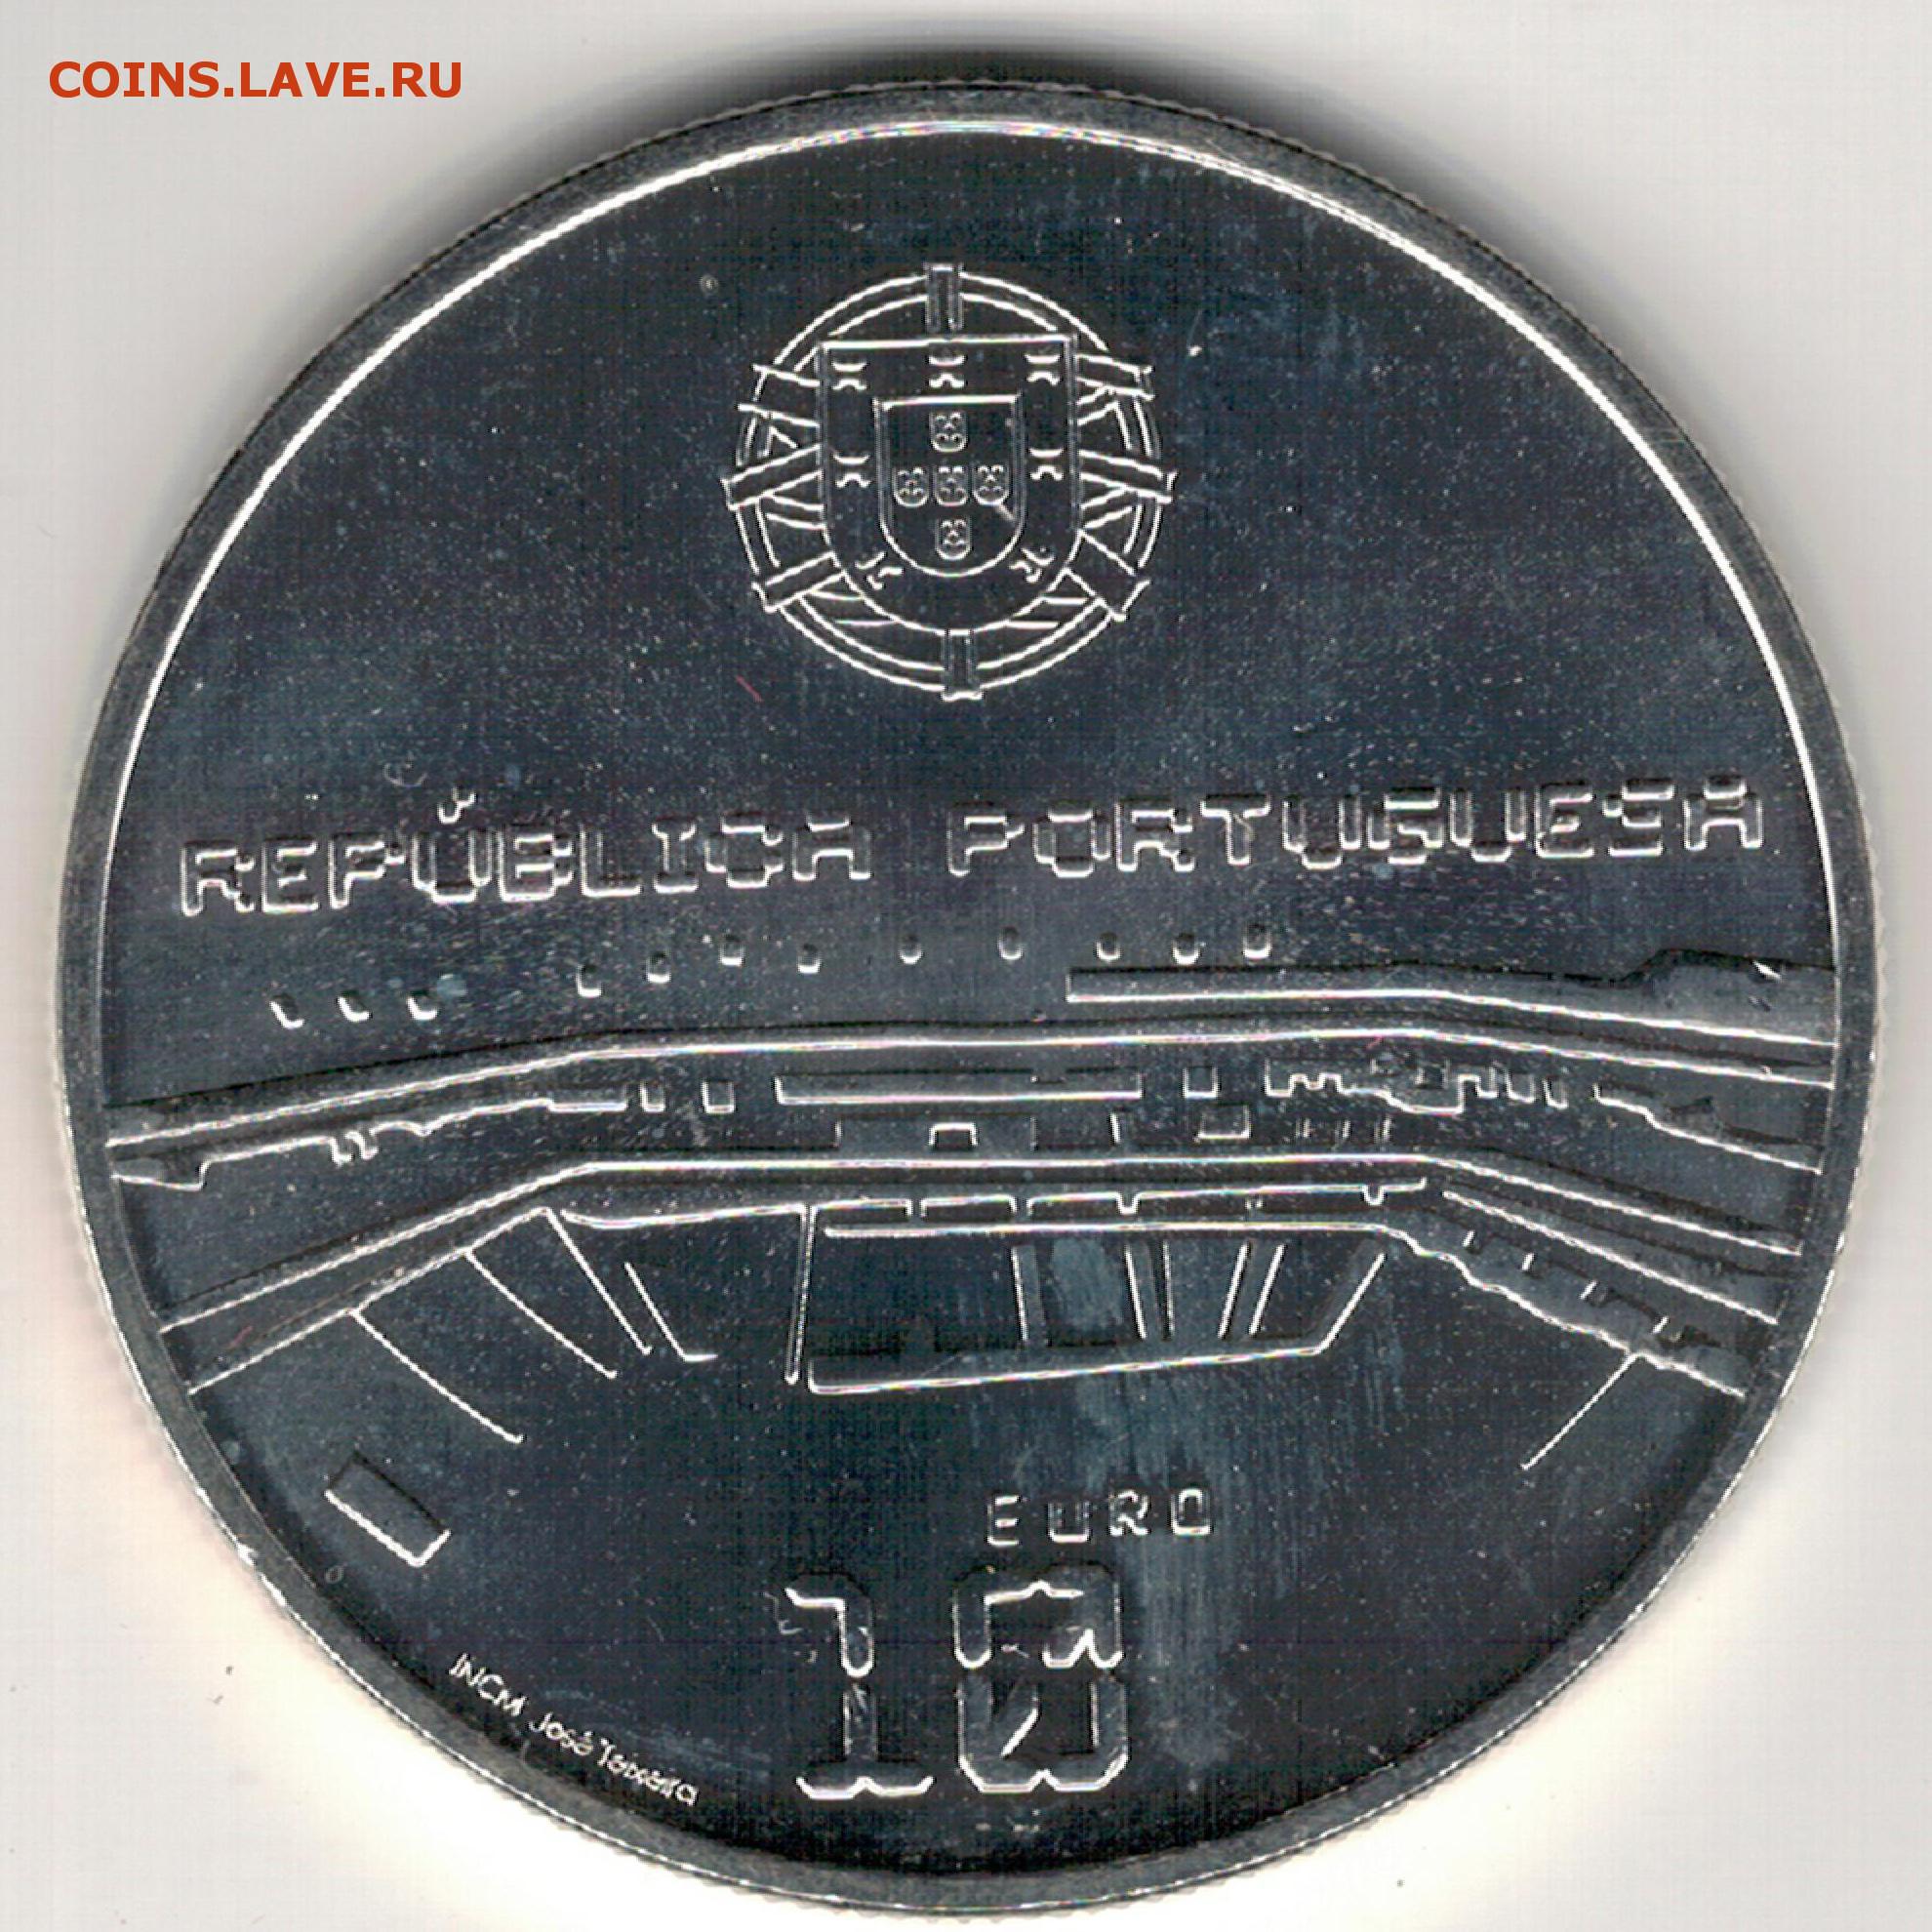 COINS.LAVE.RU
REPÚBLICA PORTUGUESA
EURO
10
INCM José Teixeira